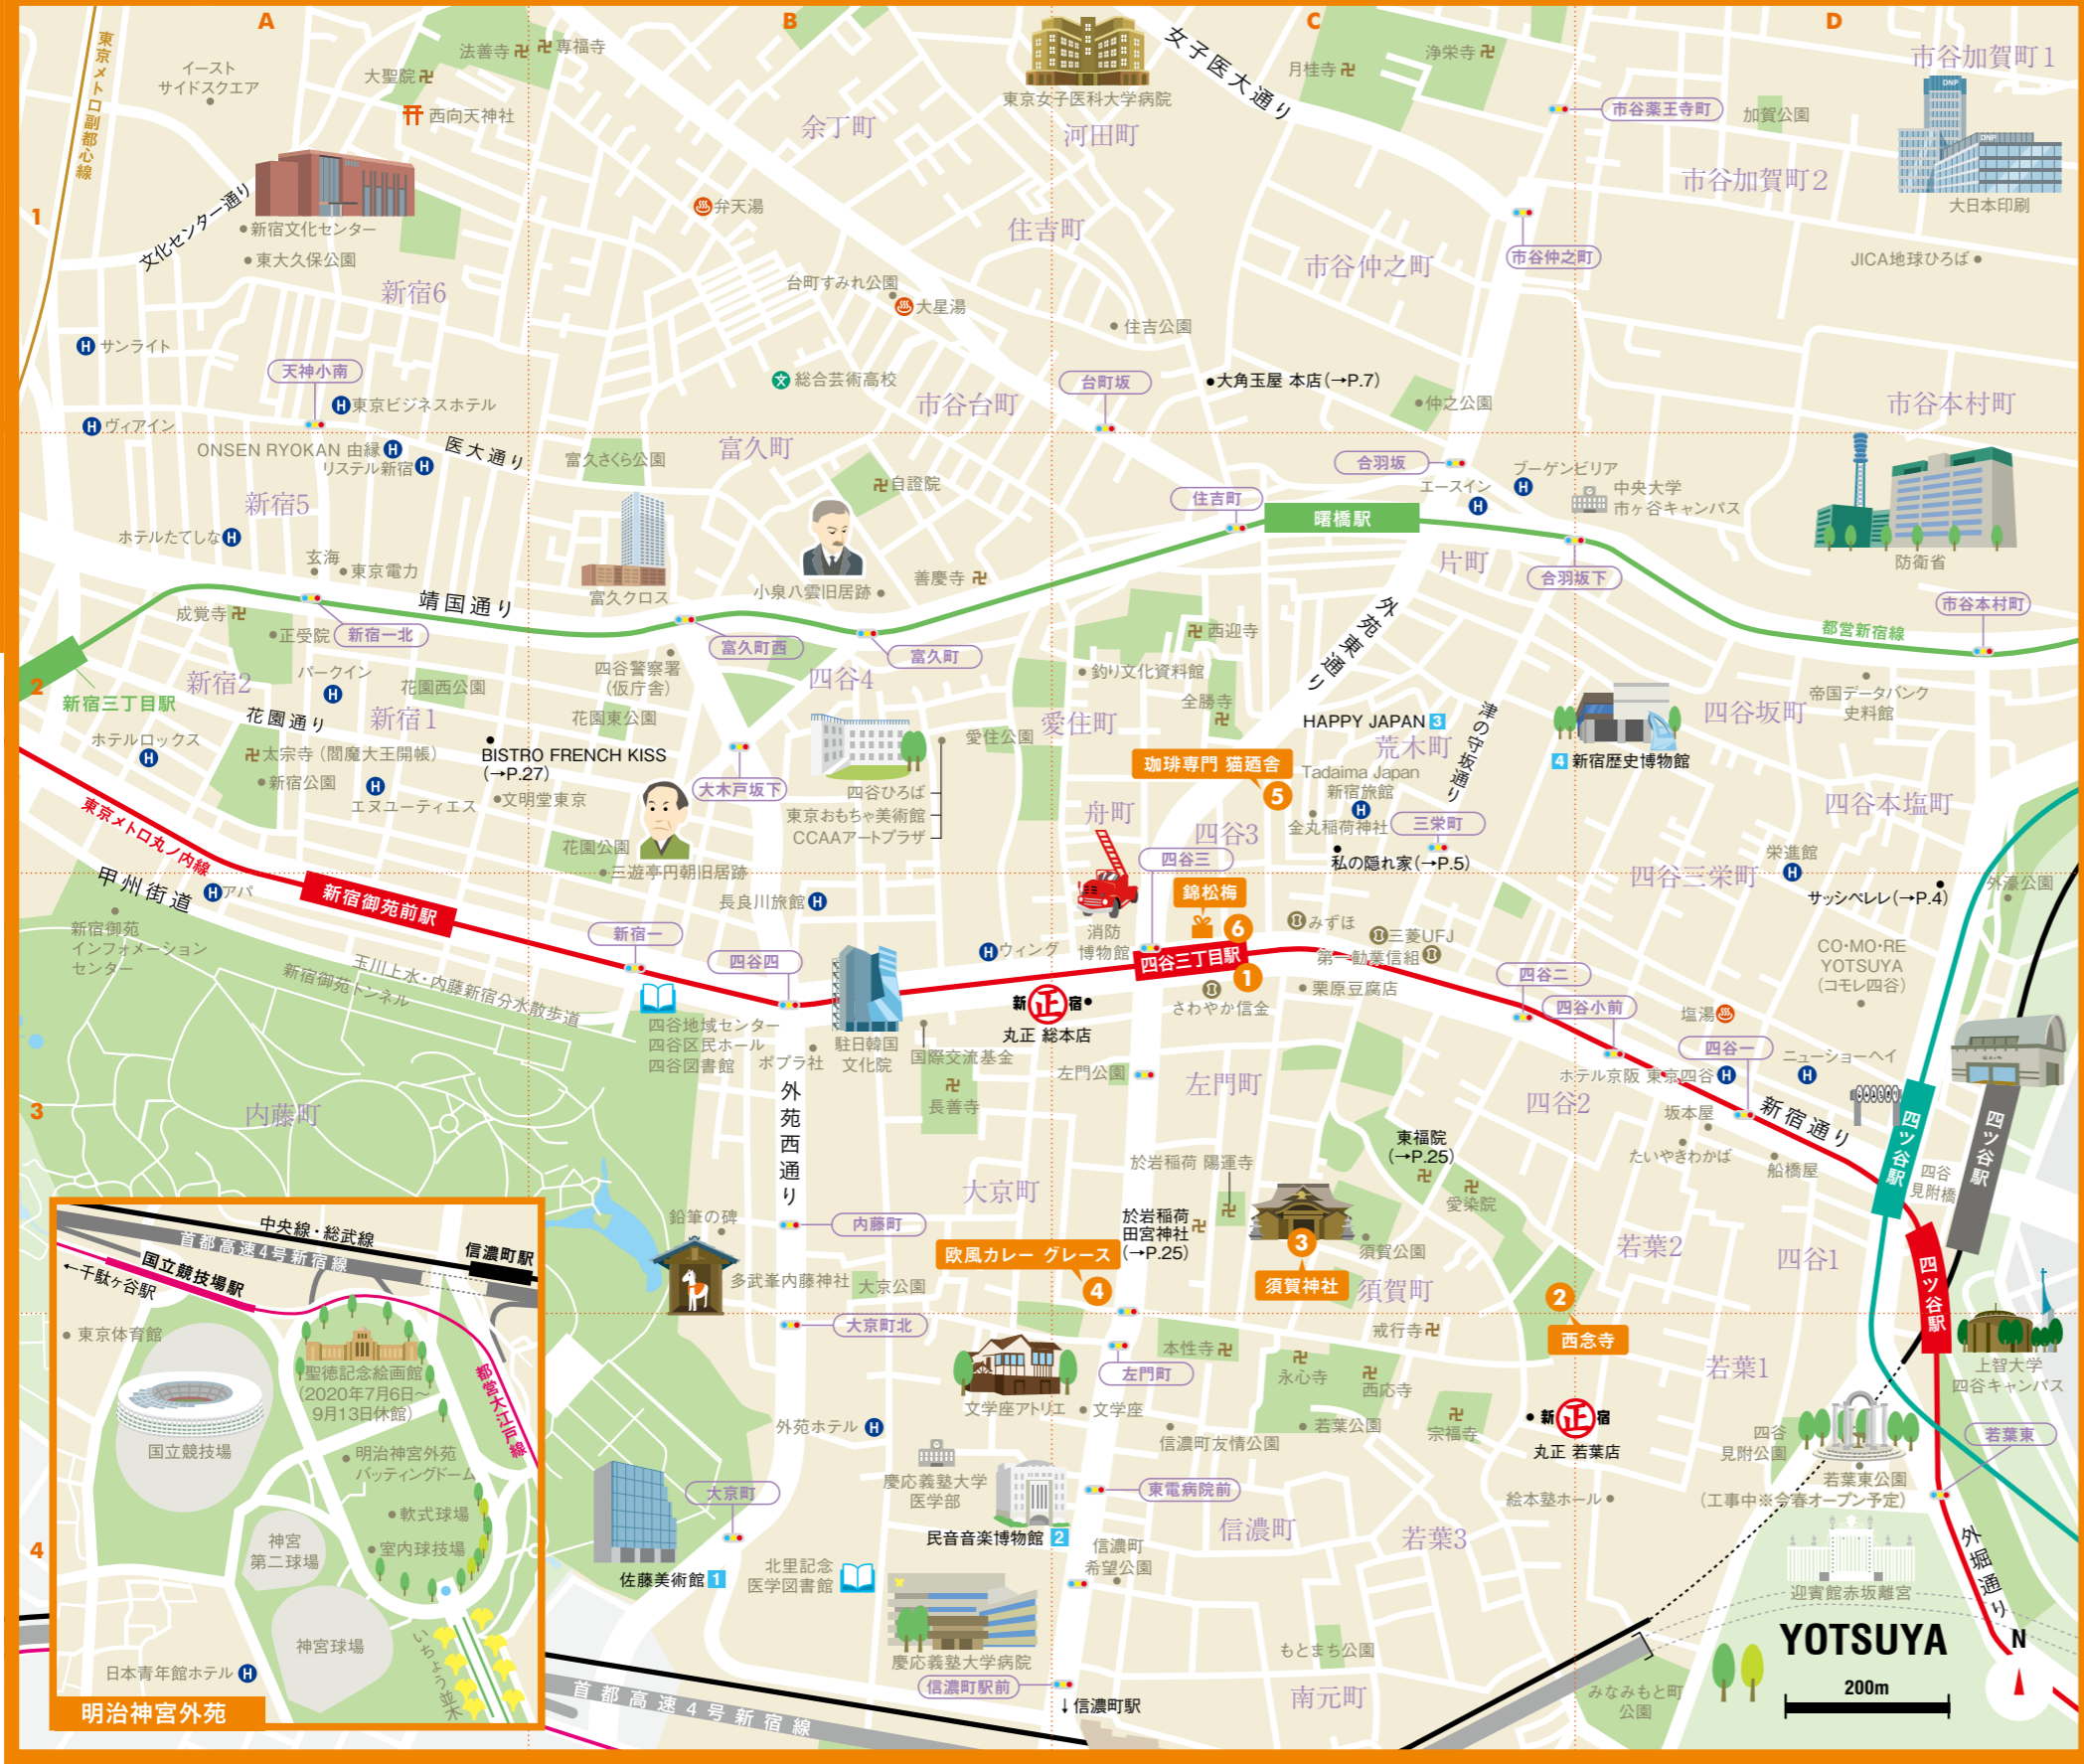 A
B
C
D
1
2
3
4
東京メトロ副都心線
イースト
サイドスクエア
法善寺
専福寺
大聖院
西向天神社
新宿文化センター
東大久保公園
文化センター通り
新宿6
サンライト
天神小南
東京ビジネスホテル
ヴィアイン
余丁町
弁天湯
台町すみれ公園
大星湯
総合芸術高校
市谷台町
東京女子医科大学病院
河田町
住吉町
住吉公園
台町坂
大角玉屋 本店(→P.7)
女子医大通り
月桂寺
浄栄寺
市谷仲之町
市谷仲之町
仲之公園
市谷薬王寺町
加賀公園
市谷加賀町1
市谷加賀町2
DNP
DNP
大日本印刷
JICA地球ひろば
市谷本村町
ONSEN RYOKAN 由縁
リステル新宿
医大通り
新宿5
ホテルたてしな
玄海
東京電力
靖国通り
成覚寺
正受院
新宿一北
新宿三丁目駅
新宿2
パークイン
花園西公園
花園通り
新宿1
ホテルロックス
太宗寺(閻魔大王開帳)
新宿公園
エヌユーティエス
BISTRO FRENCH KISS
(→P.27)
文明堂東京
東京メトロ丸ノ内線
富久さくら公園
富久町
自證院
富久クロス
小泉八雲旧居跡
善慶寺
富久町西
富久町
四谷警察署
(仮庁舎)
花園東公園
四谷4
大木戸坂下
四谷ひろば
東京おもちゃ美術館
CCAAアートプラザ
花園公園
三遊亭円朝旧居跡
愛住公園
愛住町
住吉町
曙橋駅
合羽坂
エースイン
ブーゲンビリア
中央大学
市ヶ谷キャンパス
片町
合羽坂下
外苑東通り
西迎寺
釣り文化資料館
全勝寺
HAPPY JAPAN 3
荒木町
津の守坂通り
珈琲専門 猫廼舎
5
Tadaima Japan
新宿旅館
金丸稲荷神社
三栄町
私の隠れ家(→P.5)
舟町
四谷3
防衛省
市谷本村町
都営新宿線
帝国データバンク
史料館
四谷坂町
4 新宿歴史博物館
四谷本塩町
栄進館
四谷三栄町
サッシペレレ(→P.4)
外濠公園
甲州街道
アパ
新宿御苑前駅
新宿御苑
インフォメーション
センター
玉川上水・内藤新宿分水散歩道
新宿御苑トンネル
内藤町
新宿一
四谷四
長良川旅館
四谷地域センター
四谷区民ホール
四谷図書館
ポプラ社
駐日韓国
文化院
国際交流基金
長善寺
外苑西通り
ウィング
新 正 宿
丸正 総本店
消防
博物館
四谷三
錦松梅
6
四谷三丁目駅
1
さわやか信金
みずほ
三菱UFJ
第一勧業信組
栗原豆腐店
四谷二
四谷小前
塩湯
四谷一
ニューショーヘイ
ホテル京阪 東京四谷
CO・MO・RE
YOTSUYA
(コモレ四谷)
左門公園
左門町
四谷2
坂本屋
新宿通り
たいやきわかば
船橋屋
四ツ谷駅
四ツ谷駅
四谷
見附橋
四ツ谷駅
大京町
内藤町
鉛筆の碑
多武峯内藤神社
大京公園
欧風カレー グレース
4
於岩稲荷 陽運寺
於岩稲荷
田宮神社
(→P.25)
東福院
(→P.25)
愛染院
3
須賀神社
須賀公園
須賀町
若葉2
四谷1
2
西念寺
大京町北
文学座アトリエ
文学座
左門町
本性寺
戒行寺
永心寺
西応寺
若葉公園
宗福寺
信濃町友情公園
外苑ホテル
若葉1
新 正 宿
丸正 若葉店
絵本塾ホール
四谷
見附公園
若葉東公園
(工事中※今春オープン予定)
上智大学
四谷キャンパス
若葉東
大京町
佐藤美術館 1
慶応義塾大学
医学部
民音音楽博物館 2
東電病院前
信濃町
希望公園
信濃町
若葉3
北里記念
医学図書館
慶応義塾大学病院
信濃町駅前
↓信濃町駅
もとまち公園
南元町
みなみもと町
公園
迎賓館赤坂離宮
外堀通り
首都高速4号新宿線
中央線・総武線
首都高速4号新宿線
信濃町駅
国立競技場駅
←千駄ヶ谷駅
東京体育館
聖徳記念絵画館
(2020年7月6日〜
9月13日休館)
都営大江戸線
国立競技場
明治神宮外苑
バッティングドーム
軟式球場
神宮
第二球場
室内球技場
神宮球場
いちょう並木
日本青年館ホテル
明治神宮外苑
YOTSUYA
200m
N